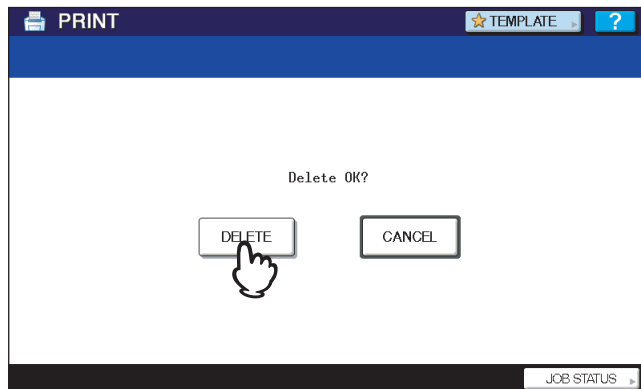 PRINT
TEMPLATE
?
Delete OK?
DELETE
CANCEL
JOB STATUS